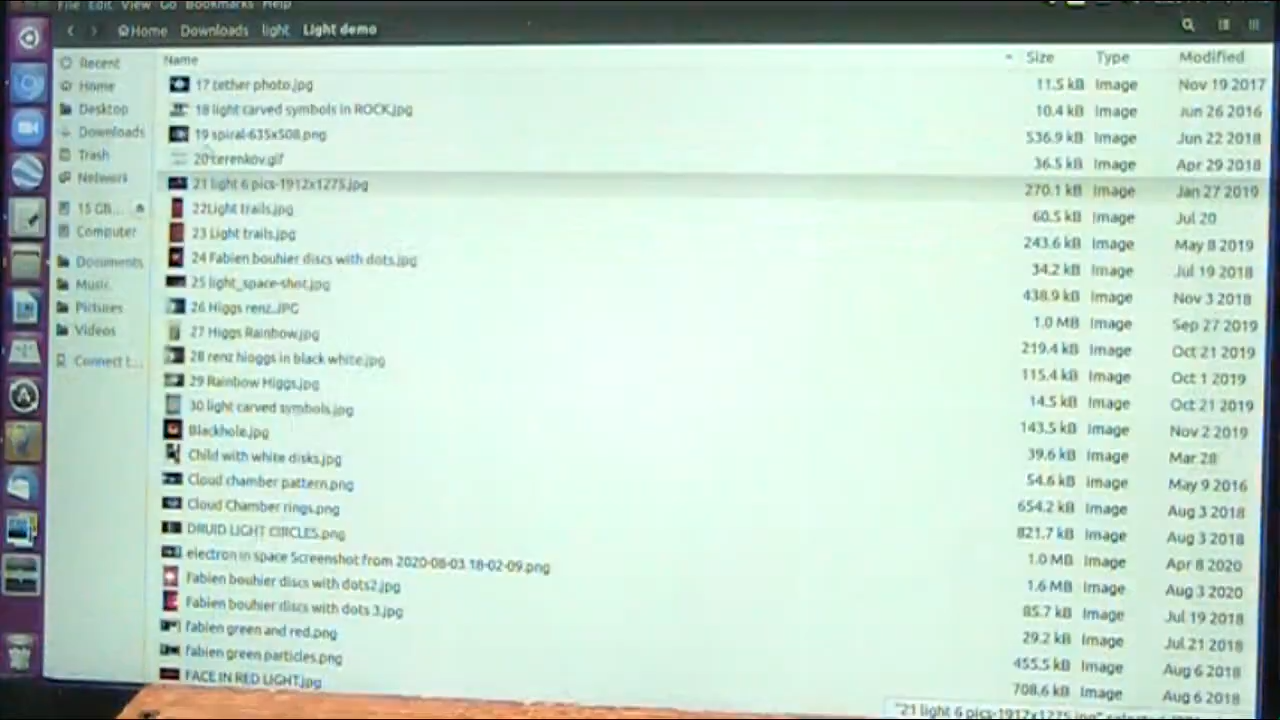 File Edit View Go Bookmarks Help
Home Downloads light Light demo
Recent
Home
Desktop
Downloads
Trash
Network
15 GB...
Computer
Documents
Music
Pictures
Videos
Connect t...
Name Size Type Modified
17 tether photo.jpg 11.5 kB Image Nov 19 2017
18 light carved symbols in ROCK.jpg 10.4 kB Image Jun 26 2016
19 spiral-635x508.png 536.9 kB Image Jun 22 2018
20 cerenkov.gif 36.5 kB Image Apr 29 2018
21 light 6 pics-1912x1275.jpg 270.1 kB Image Jan 27 2019
22Light trails.jpg 60.5 kB Image Jul 20
23 Light trails.jpg 243.6 kB Image May 8 2019
24 Fabien bouhier discs with dots.jpg 34.2 kB Image Jul 19 2018
25 light_space-shot.jpg 438.9 kB Image Nov 3 2018
26 Higgs renz.JPG 1.0 MB Image Sep 27 2019
27 Higgs Rainbow.jpg 219.4 kB Image Oct 21 2019
28 renz hioggs in black white.jpg 115.4 kB Image Oct 1 2019
29 Rainbow Higgs.jpg 14.5 kB Image Oct 21 2019
30 light carved symbols.jpg 143.5 kB Image Nov 2 2019
Blackhole.jpg 39.6 kB Image Mar 28
Child with white disks.jpg 54.6 kB Image May 9 2016
Cloud chamber pattern.png 654.2 kB Image Aug 3 2018
Cloud Chamber rings.png 821.7 kB Image Aug 3 2018
DRUID LIGHT CIRCLES.png 1.0 MB Image Apr 8 2020
electron in space Screenshot from 2020-08-03 18-02-09.png 1.6 MB Image Aug 3 2020
Fabien bouhier discs with dots2.jpg 85.7 kB Image Jul 19 2018
Fabien bouhier discs with dots 3.jpg 29.2 kB Image Jul 21 2018
fabien green and red.png 455.5 kB Image Aug 6 2018
fabien green particles.png 708.6 kB Image Aug 6 2018
FACE IN RED LIGHT.jpg
"21 light 6 pics-1912x1275.jpg" selected